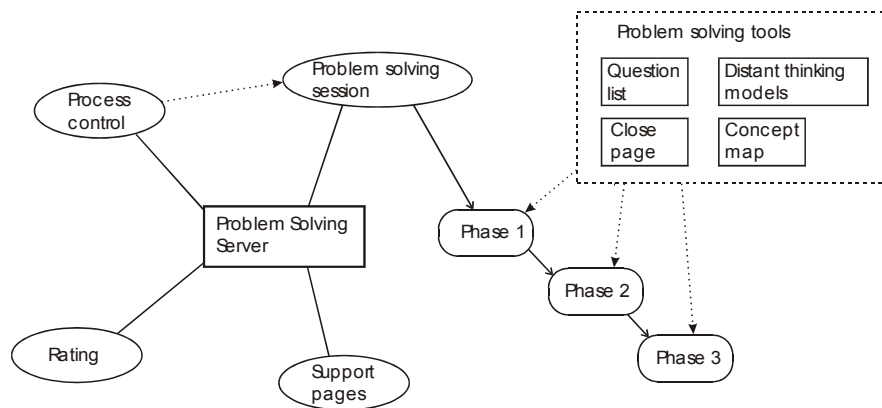 Problem solving tools
Question
list
Distant thinking
models
Close
page
Concept
map
Problem solving
session
Process
control
Problem Solving
Server
Phase 1
Phase 2
Phase 3
Rating
Support
pages